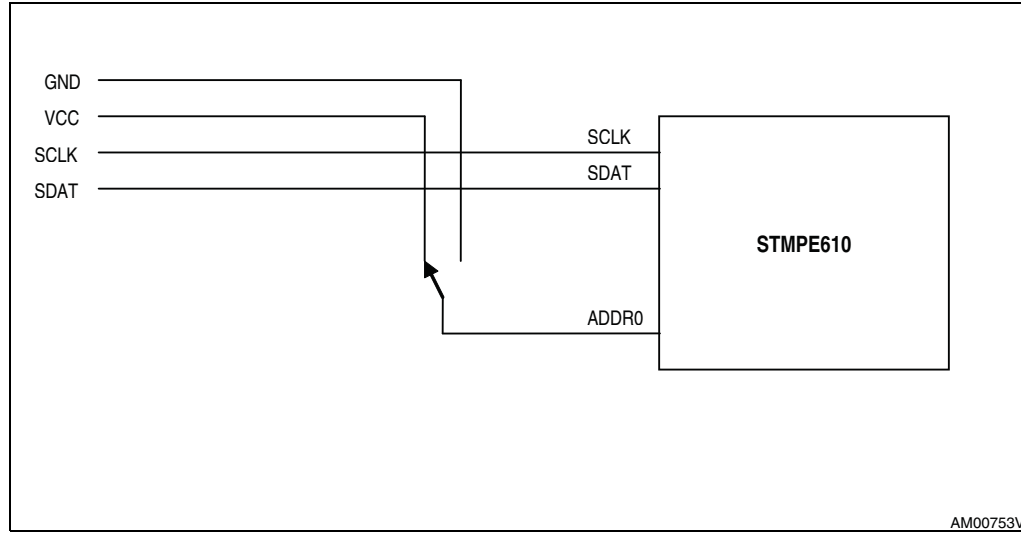 GND
VCC
SCLK
SDAT
SCLK
SDAT
STMPE610
ADDR0
AM00753V